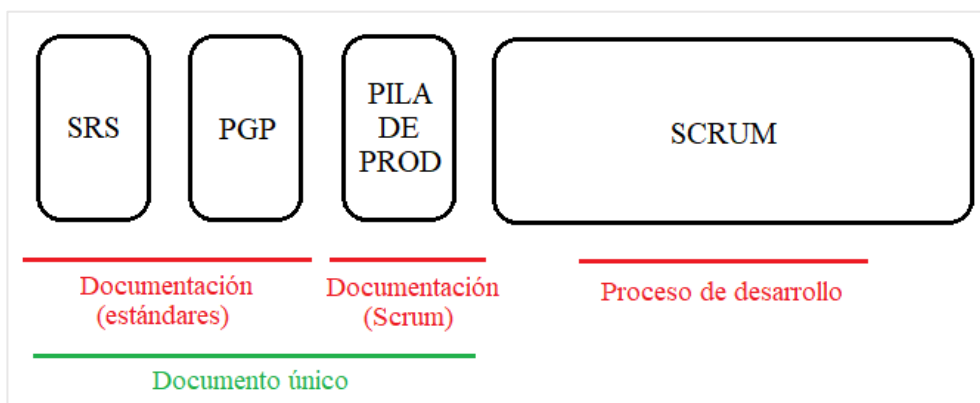 SRS
PGP
PILA
DE
PROD
SCRUM
Documentación
(estándares)
Documentación
(Scrum)
Proceso de desarrollo
Documento único